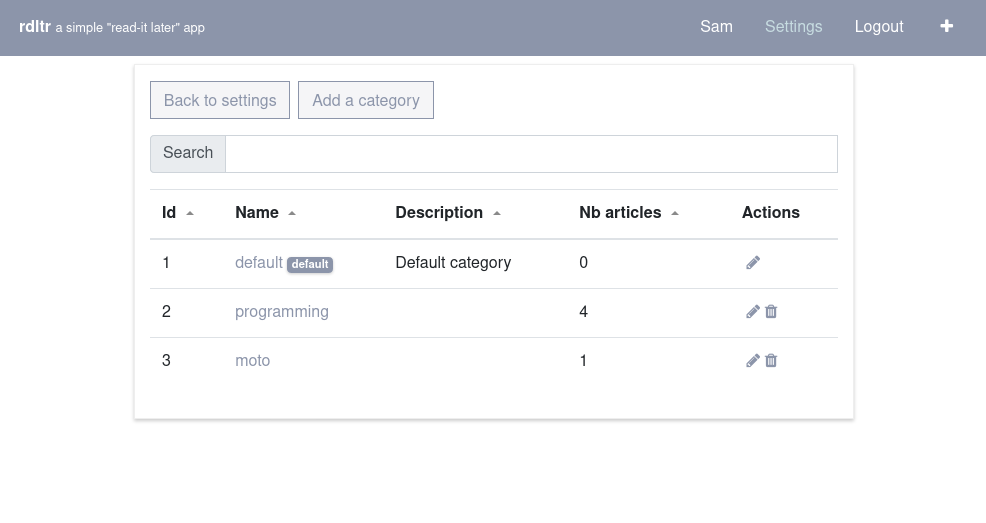 rdltr a simple "read-it later" app Sam Settings Logout
Back to settings Add a category
Search
Id Name Description Nb articles Actions
1 default default Default category 0
2 programming 4
3 moto 1